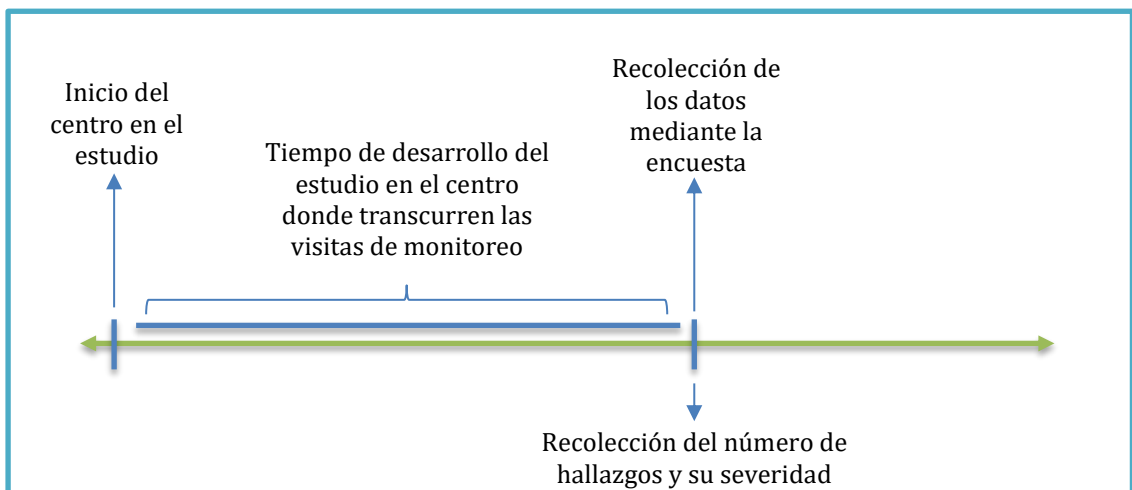 Inicio del
centro en el
estudio
Tiempo de desarrollo del
estudio en el centro
donde transcurren las
visitas de monitoreo
Recolección de
los datos
mediante la
encuesta
Recolección del número de
hallazgos y su severidad